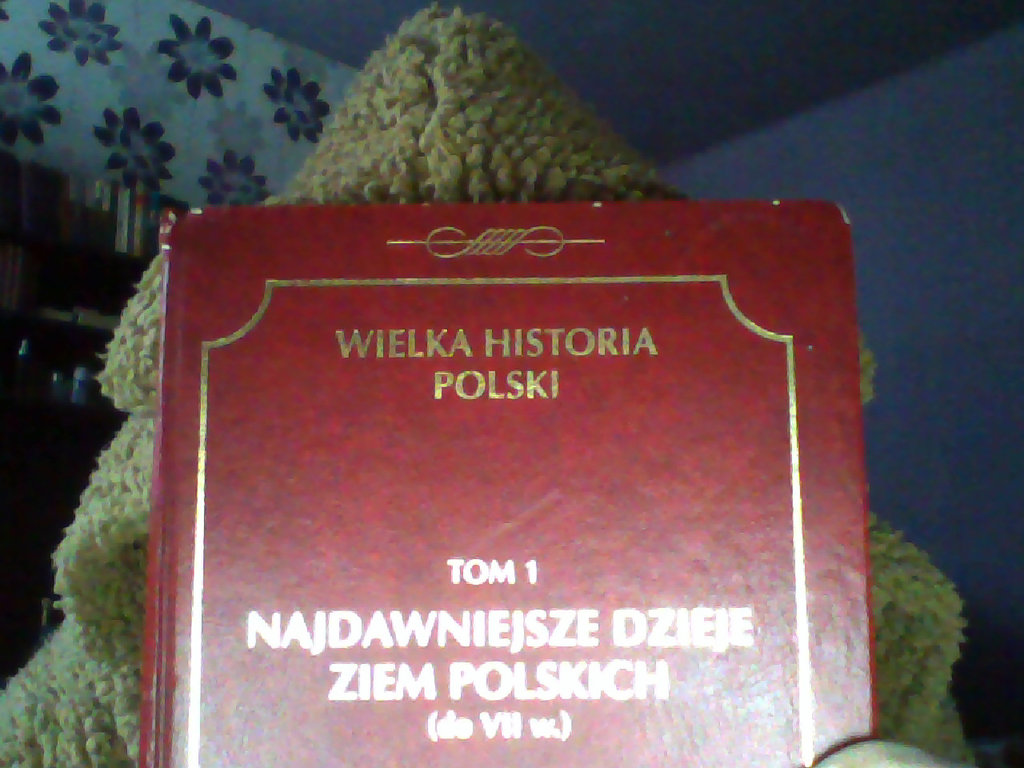 WIELKA HISTORIA
POLSKI
TOM 1
NAJDAWNIEJSZE DZIEJE
ZIEM POLSKICH
(do VII w.)